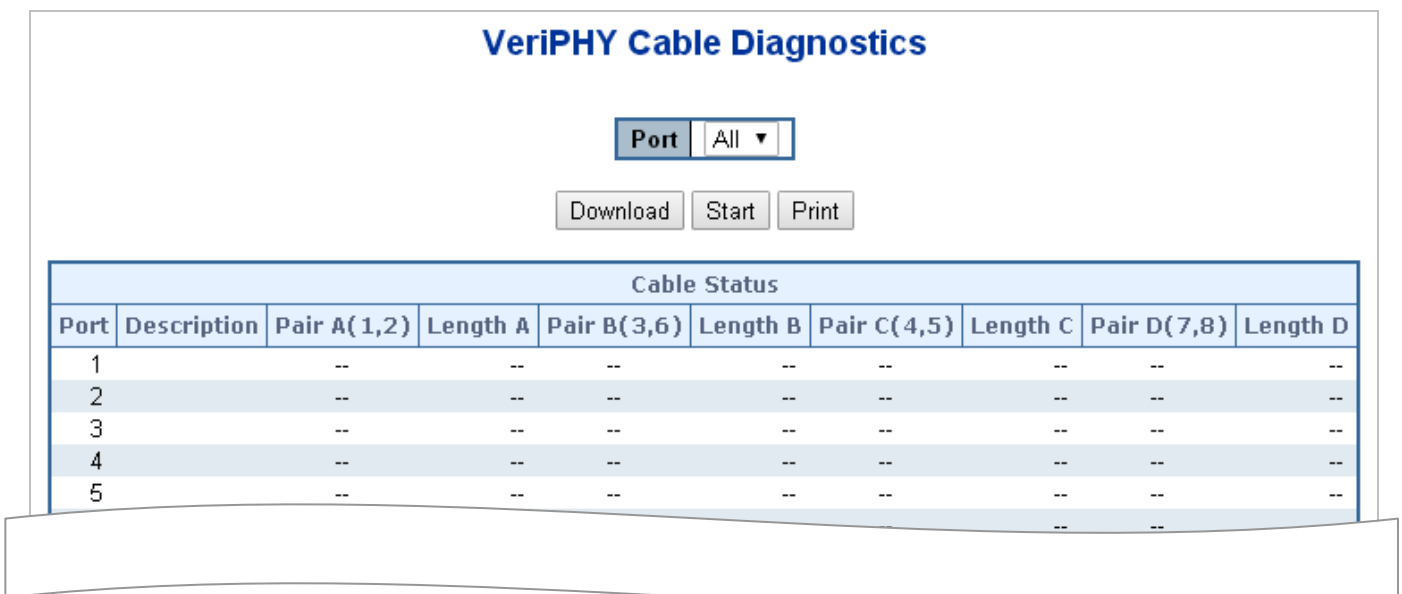 VeriPHY Cable Diagnostics
Port All
Download Start Print
Cable Status
Port Description Pair A(1,2) Length A Pair B(3,6) Length B Pair C(4,5) Length C Pair D(7,8) Length D
1 -- -- -- -- -- -- -- --
2 -- -- -- -- -- -- -- --
3 -- -- -- -- -- -- -- --
4 -- -- -- -- -- -- -- --
5 -- -- -- -- -- -- -- --
-- -- --